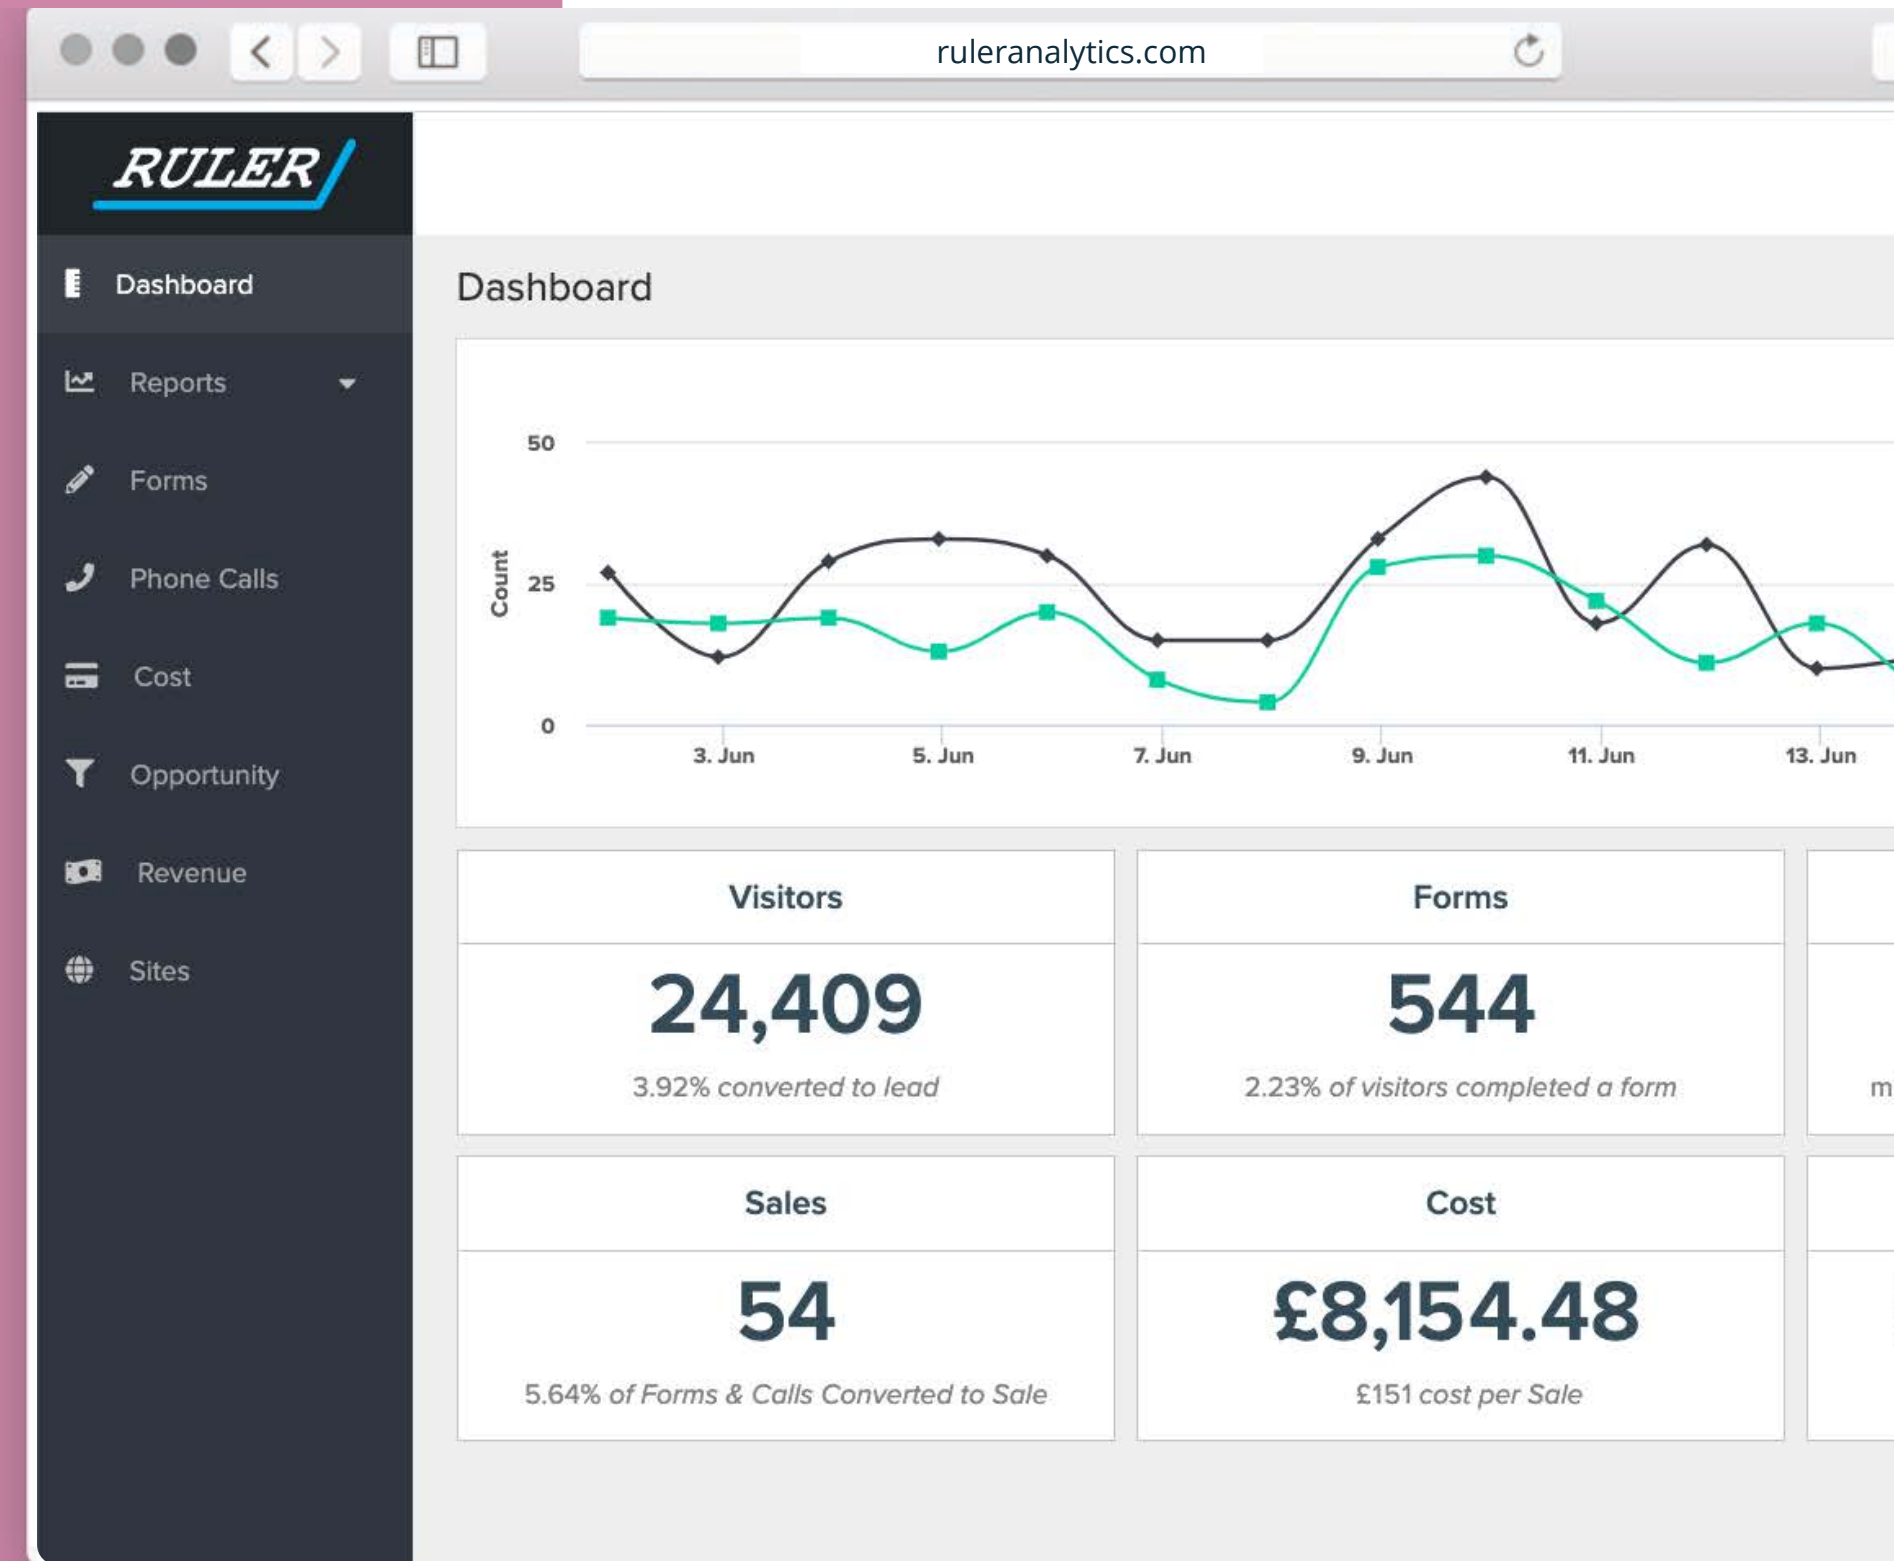 ruleranalytics.com
RULER
Dashboard
Reports
Forms
Phone Calls
Cost
Opportunity
Revenue
Sites
Dashboard
Count
50
25
0
3. Jun
5. Jun
7. Jun
9. Jun
11. Jun
13. Jun
Visitors
24,409
3.92% converted to lead
Forms
544
2.23% of visitors completed a form
m
Sales
54
5.64% of Forms & Calls Converted to Sale
Cost
£8,154.48
£151 cost per Sale